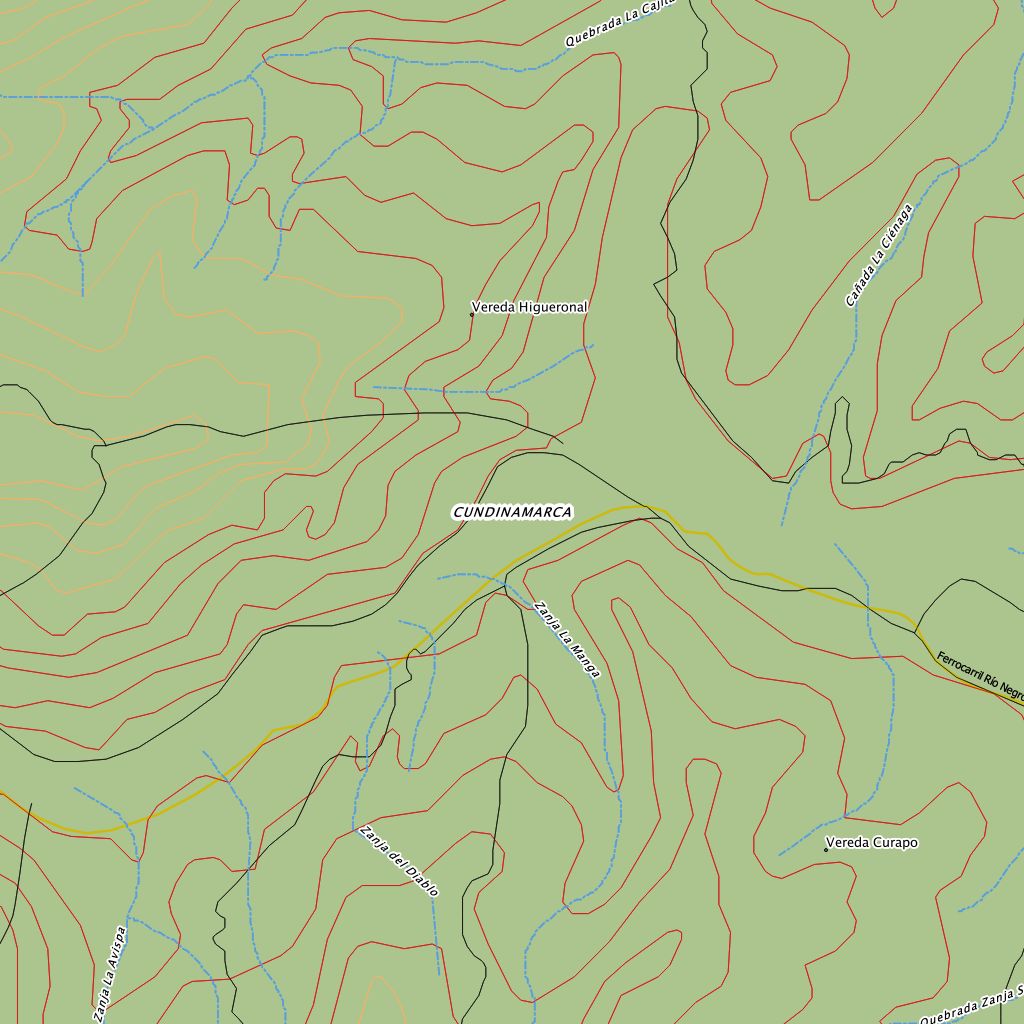 Quebrada La Cajita
Cañada La Ciénaga
Vereda Higueronal
CUNDINAMARCA
Zanja La Manga
Ferrocarril Río Negro
Vereda Curapo
Zanja del Diablo
Zanja La Avispa
Quebrada Zanja S